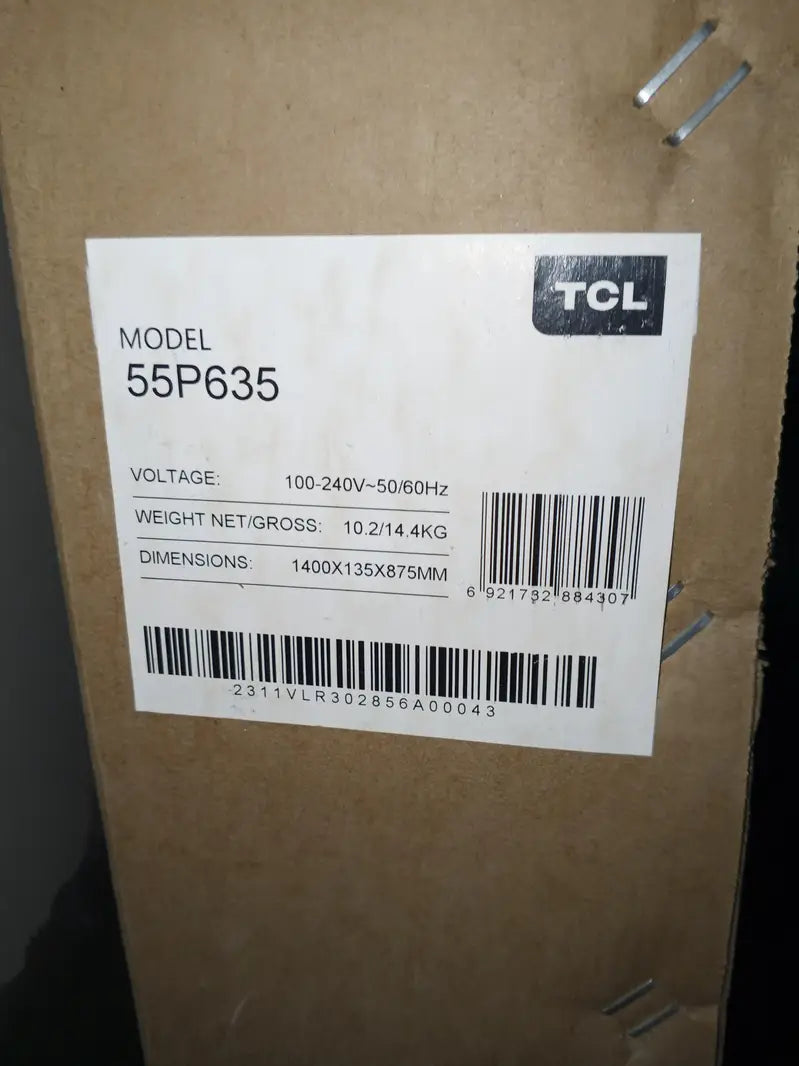 TCL
MODEL
55P635
VOLTAGE: 100-240V~50/60Hz
WEIGHT NET/GROSS: 10.2/14.4KG
DIMENSIONS: 1400X135X875MM
6 921732 884307
2311VLR302856A00043